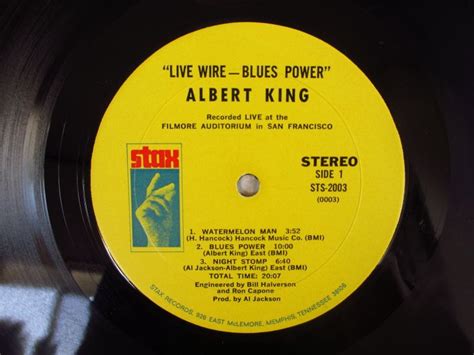 "LIVE WIRE—BLUES POWER"
ALBERT KING
Recorded LIVE at the
FILMORE AUDITORIUM in SAN FRANCISCO
stax
STEREO
SIDE 1
STS-2003
(0003)
1. WATERMELON MAN 3:52
(H. Hancock) Hancock Music Co. (BMI)
2. BLUES POWER 10:00
(Albert King) East (BMI)
3. NIGHT STOMP 6:40
(Al Jackson-Albert King) East (BMI)
TOTAL TIME: 20:07
Engineered by Bill Halverson
and Ron Capone
Prod. by Al Jackson
STAX RECORDS, 926 EAST McLEMORE, MEMPHIS, TENNESSEE 38106